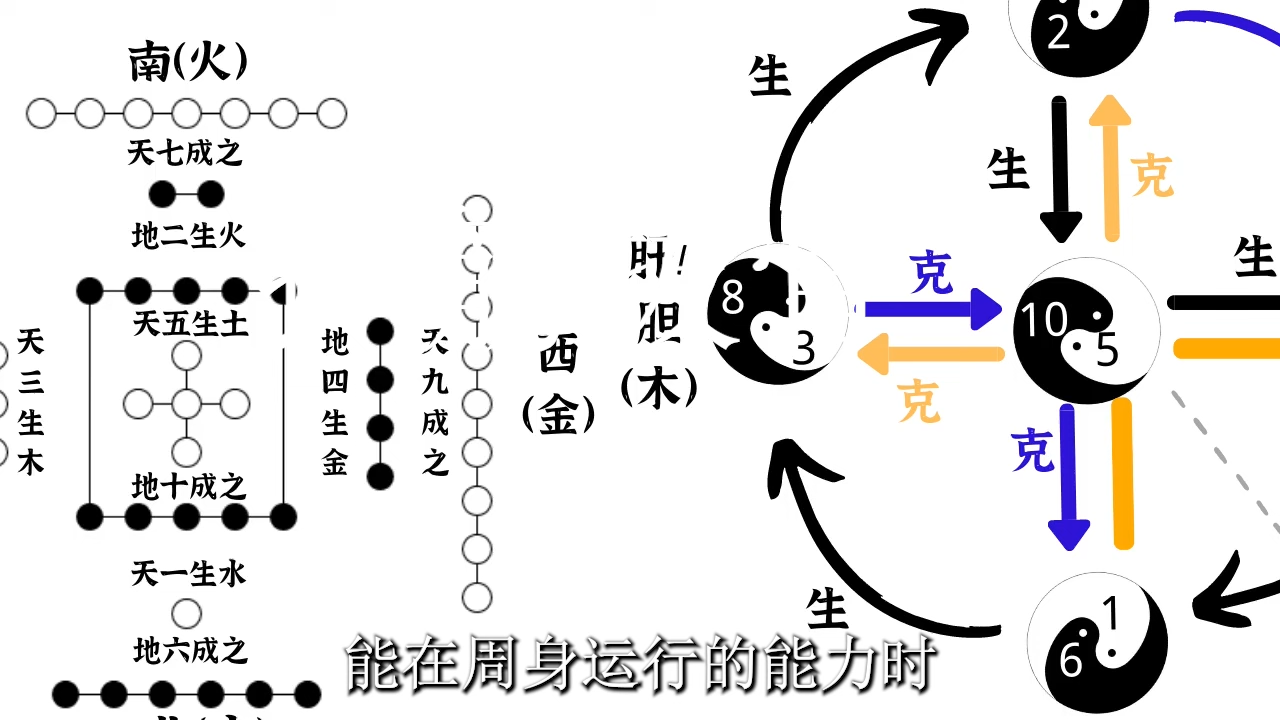 南(火)
天七成之
地二生火
天五生土
地十成之
天三生木
地四生金
天九成之
西
(金)
天一生水
地六成之
肝
胆
(木)
生
2
生
克
8
3
克
克
10
5
生
克
生
1
6
能在周身运行的能力时